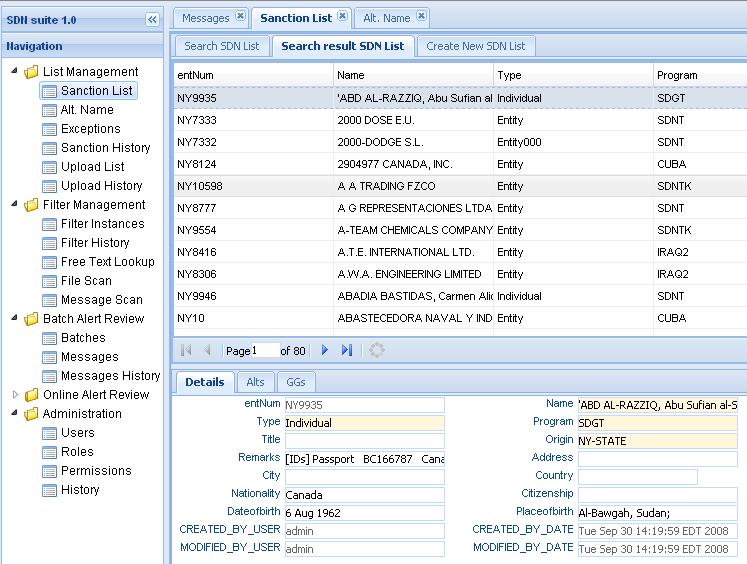 SDN suite 1.0
Navigation
List Management
Sanction List
Alt. Name
Exceptions
Sanction History
Upload List
Upload History
Filter Management
Filter Instances
Filter History
Free Text Lookup
File Scan
Message Scan
Batch Alert Review
Batches
Messages
Messages History
Online Alert Review
Administration
Users
Roles
Permissions
History
Messages Sanction List Alt. Name
Search SDN List Search result SDN List Create New SDN List
entNum Name Type Program
NY9935 'ABD AL-RAZZIQ, Abu Sufian al Individual SDGT
NY7333 2000 DOSE E.U. Entity SDNT
NY7332 2000-DODGE S.L. Entity000 SDNT
NY8124 2904977 CANADA, INC. Entity CUBA
NY10598 A A TRADING FZCO Entity SDNTK
NY8777 A G REPRESENTACIONES LTDA Entity SDNT
NY9554 A-TEAM CHEMICALS COMPANY Entity SDNTK
NY8416 A.T.E. INTERNATIONAL LTD. Entity IRAQ2
NY8306 A.W.A. ENGINEERING LIMITED Entity IRAQ2
NY9946 ABADIA BASTIDAS, Carmen Alic Individual SDNT
NY10 ABASTECEDORA NAVAL Y IND Entity CUBA
Page 1 of 80
Details Alts GGs
entNum NY9935 Name 'ABD AL-RAZZIQ, Abu Sufian al-S
Type Individual Program SDGT
Title Origin NY-STATE
Remarks [IDs] Passport BC166787 Cana Address
City Country
Nationality Canada Citizenship
Dateofbirth 6 Aug 1962 Placeofbirth Al-Bawgah, Sudan;
CREATED_BY_USER admin CREATED_BY_DATE Tue Sep 30 14:19:59 EDT 2008
MODIFIED_BY_USER admin MODIFIED_BY_DATE Tue Sep 30 14:19:59 EDT 2008